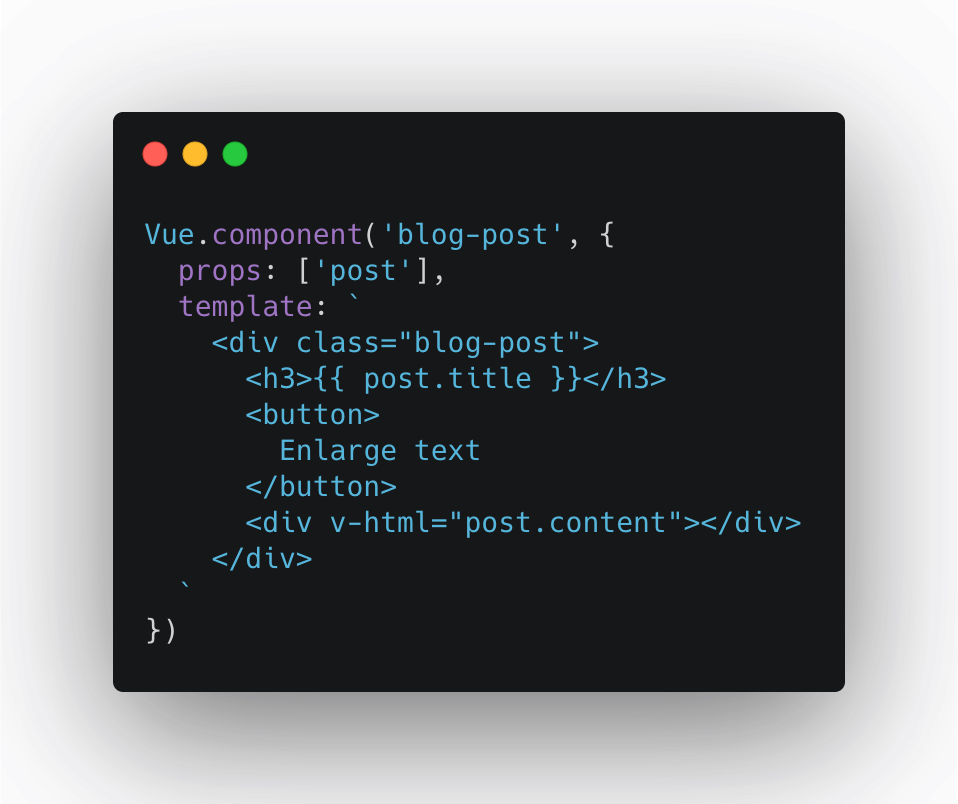 Vue.component('blog-post', {
  props: ['post'],
  template: `
    <div class="blog-post">
      <h3>{{ post.title }}</h3>
      <button>
        Enlarge text
      </button>
      <div v-html="post.content"></div>
    </div>
  `
})